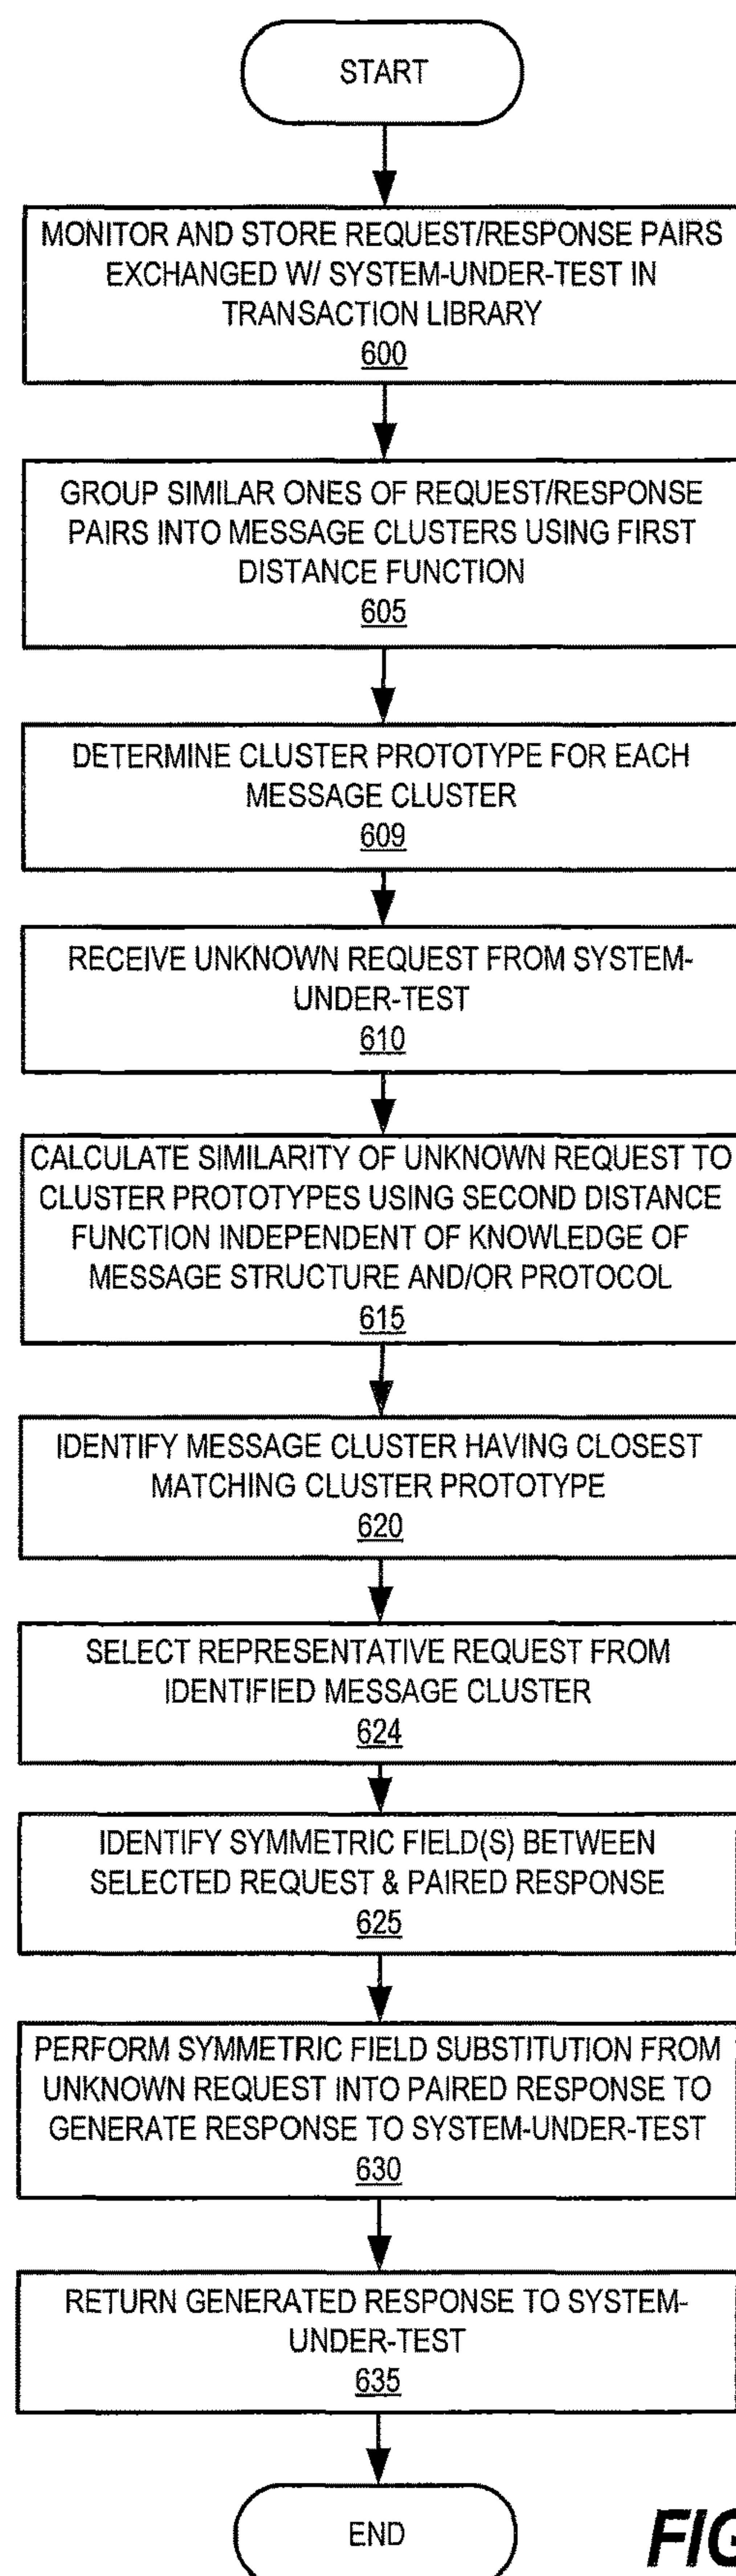 START
MONITOR AND STORE REQUEST/RESPONSE PAIRS
EXCHANGED W/ SYSTEM-UNDER-TEST IN
TRANSACTION LIBRARY
600
GROUP SIMILAR ONES OF REQUEST/RESPONSE
PAIRS INTO MESSAGE CLUSTERS USING FIRST
DISTANCE FUNCTION
605
DETERMINE CLUSTER PROTOTYPE FOR EACH
MESSAGE CLUSTER
609
RECEIVE UNKNOWN REQUEST FROM SYSTEM-
UNDER-TEST
610
CALCULATE SIMILARITY OF UNKNOWN REQUEST TO
CLUSTER PROTOTYPES USING SECOND DISTANCE
FUNCTION INDEPENDENT OF KNOWLEDGE OF
MESSAGE STRUCTURE AND/OR PROTOCOL
615
IDENTIFY MESSAGE CLUSTER HAVING CLOSEST
MATCHING CLUSTER PROTOTYPE
620
SELECT REPRESENTATIVE REQUEST FROM
IDENTIFIED MESSAGE CLUSTER
624
IDENTIFY SYMMETRIC FIELD(S) BETWEEN
SELECTED REQUEST & PAIRED RESPONSE
625
PERFORM SYMMETRIC FIELD SUBSTITUTION FROM
UNKNOWN REQUEST INTO PAIRED RESPONSE TO
GENERATE RESPONSE TO SYSTEM-UNDER-TEST
630
RETURN GENERATED RESPONSE TO SYSTEM-
UNDER-TEST
635
END